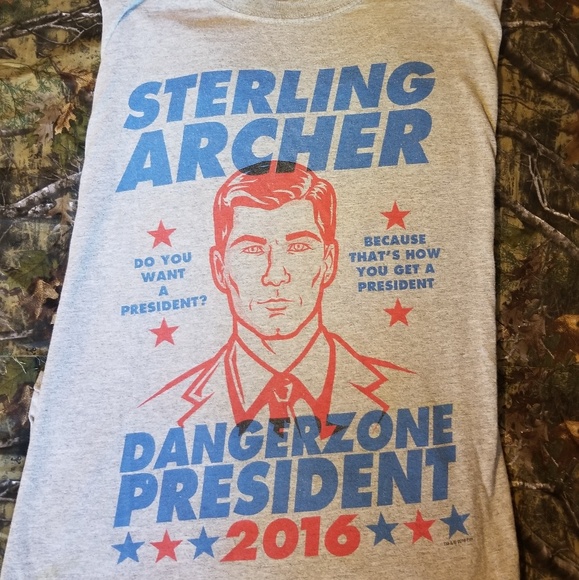 STERLING
ARCHER
DO YOU
WANT
A
PRESIDENT?
BECAUSE
THAT'S HOW
YOU GET A
PRESIDENT
DANGERZONE
PRESIDENT
2016